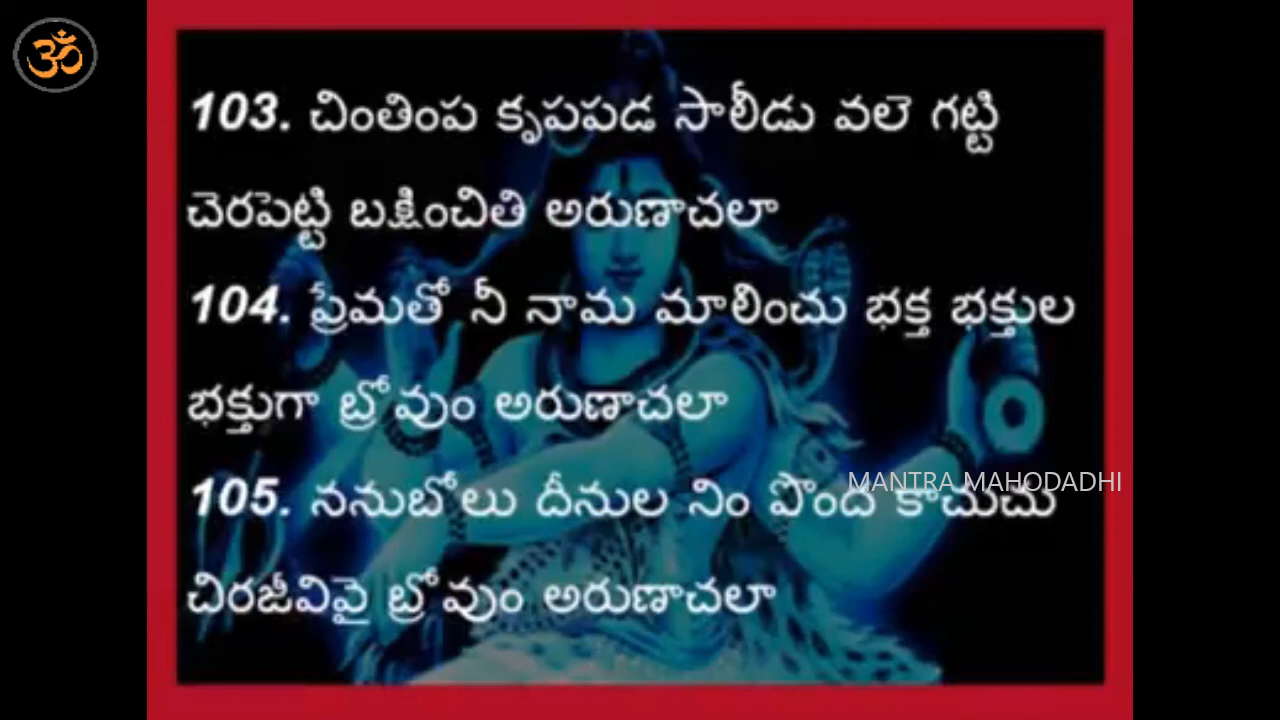 ॐ
103. చింతింప కృపపడ సాలీడు వలె గట్టి
చెరపెట్టి బక్షించితి అరుణాచలా
104. ప్రేమతో నీ నామ మాలించు భక్త భక్తుల
భక్తుగా బ్రోవుం అరుణాచలా
MANTRA MAHODADHI
105. ననుబోలు దీనుల నిం పొంద కాచుచు
చిరజీవివై బ్రోవుం అరుణాచలా